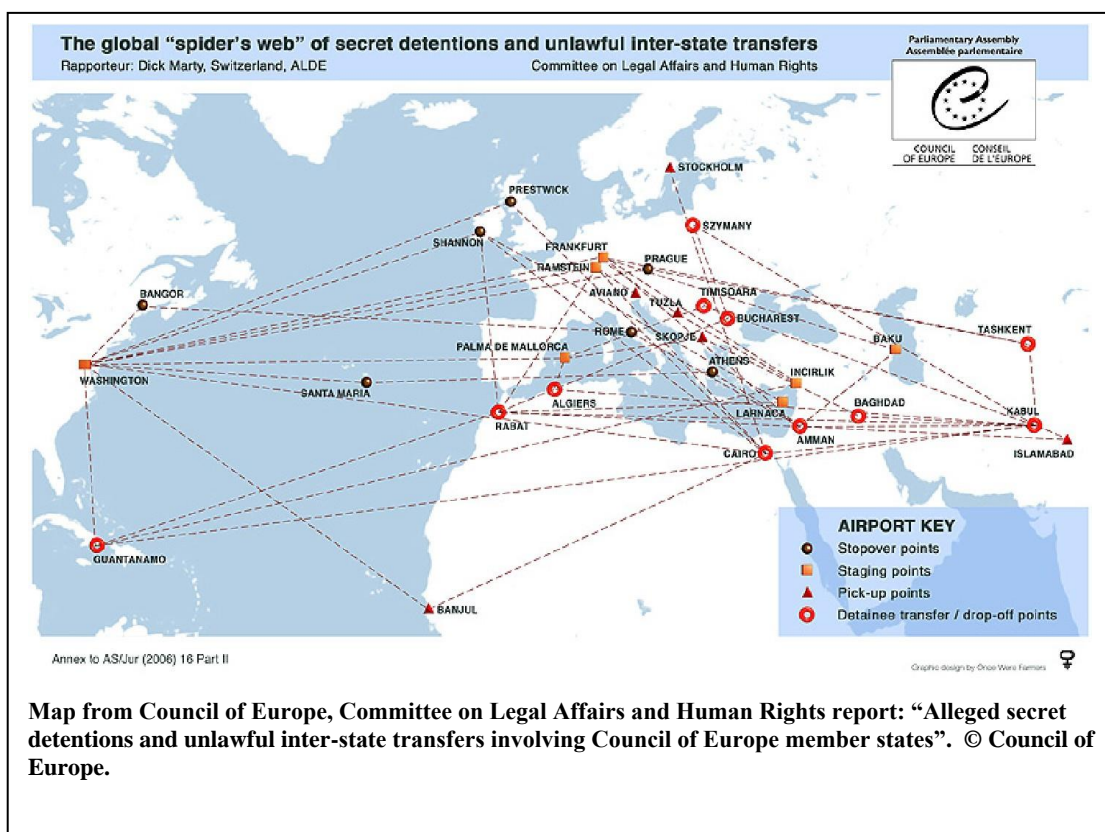 The global “spider’s web” of secret detentions and unlawful inter-state transfers
Rapporteur: Dick Marty, Switzerland, ALDE
Committee on Legal Affairs and Human Rights
Parliamentary Assembly
Assemblée parlementaire
COUNCIL
OF EUROPE
CONSEIL
DE L'EUROPE
STOCKHOLM
PRESTWICK
SZYMANY
SHANNON
FRANKFURT
PRAGUE
RAMSTEIN
BANGOR
AVIANO
TIMISOARA
TUZLA
BUCHAREST
TASHKENT
ROME
SKOPJE
BAKU
PALMA DE MALLORCA
ATHENS
WASHINGTON
INCIRLIK
SANTA MARIA
ALGIERS
LARNACA
BAGHDAD
KABUL
RABAT
AMMAN
CAIRO
ISLAMABAD
GUANTANAMO
BANJUL
AIRPORT KEY
Stopover points
Staging points
Pick-up points
Detainee transfer / drop-off points
Annex to AS/Jur (2006) 16 Part II
Graphic design by Once Were Farmers
Map from Council of Europe, Committee on Legal Affairs and Human Rights report: “Alleged secret
detentions and unlawful inter-state transfers involving Council of Europe member states”. © Council of
Europe.